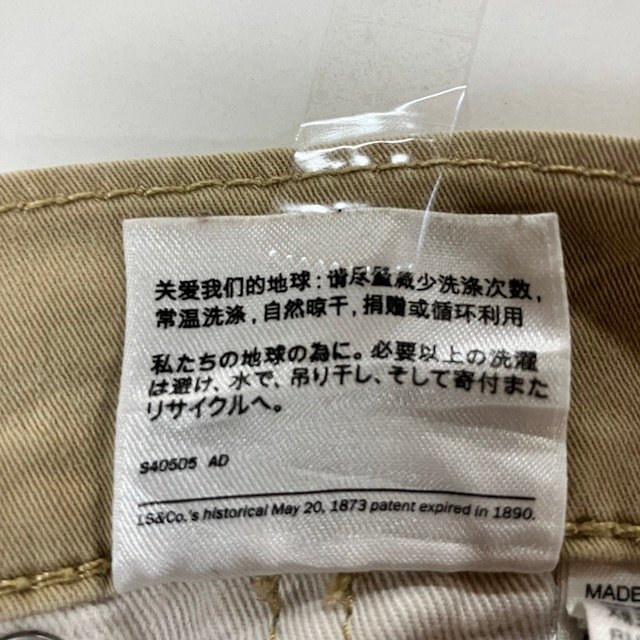 关爱我们的地球：请尽量减少洗涤次数，
常温洗涤，自然晾干，捐赠或循环利用
私たちの地球の為に。必要以上の洗濯
は避け、水で、吊り干し、そして寄付また
リサイクルへ。
S40505 AD
LS&Co.'s historical May 20, 1873 patent expired in 1890.
MADE